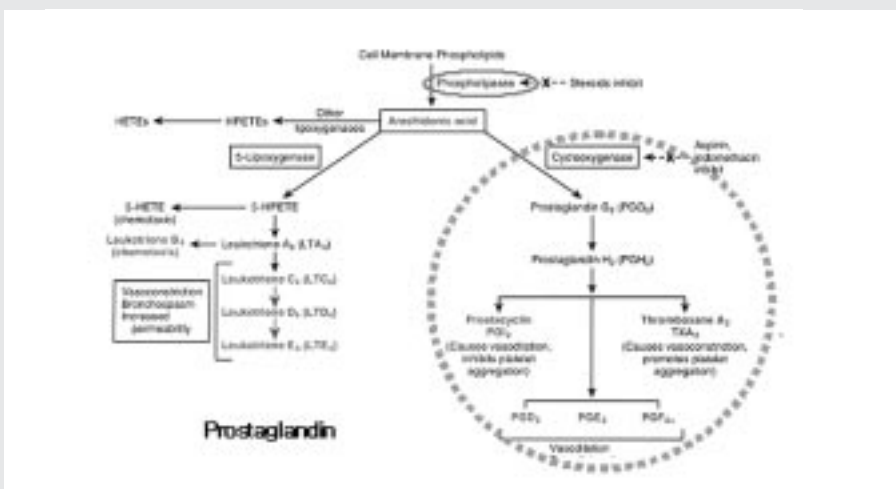 Cell Membrane Phospholipids
Phospholipase
X
Steroids inhibit
HETEs
HPETEs
Other
lipoxygenases
Arachidonic acid
5-Lipoxygenase
Cyclooxygenase
X
Aspirin,
indomethacin
inhibit
5-HETE
(chemotaxis)
5-HPETE
Prostaglandin G₂ (PGG₂)
Leukotriene B₄
(chemotaxis)
Leukotriene A₄ (LTA₄)
Prostaglandin H₂ (PGH₂)
Leukotriene C₄ (LTC₄)
Vasoconstriction
Bronchospasm
Increased
permeability
Leukotriene D₄ (LTD₄)
Leukotriene E₄ (LTE₄)
Prostacyclin
PGI₂
(Causes vasodilation,
inhibits platelet
aggregation)
Thromboxane A₂
TXA₂
(Causes vasoconstriction,
promotes platelet
aggregation)
PGD₂ PGE₂ PGF₂
Vasodilation
Prostaglandin